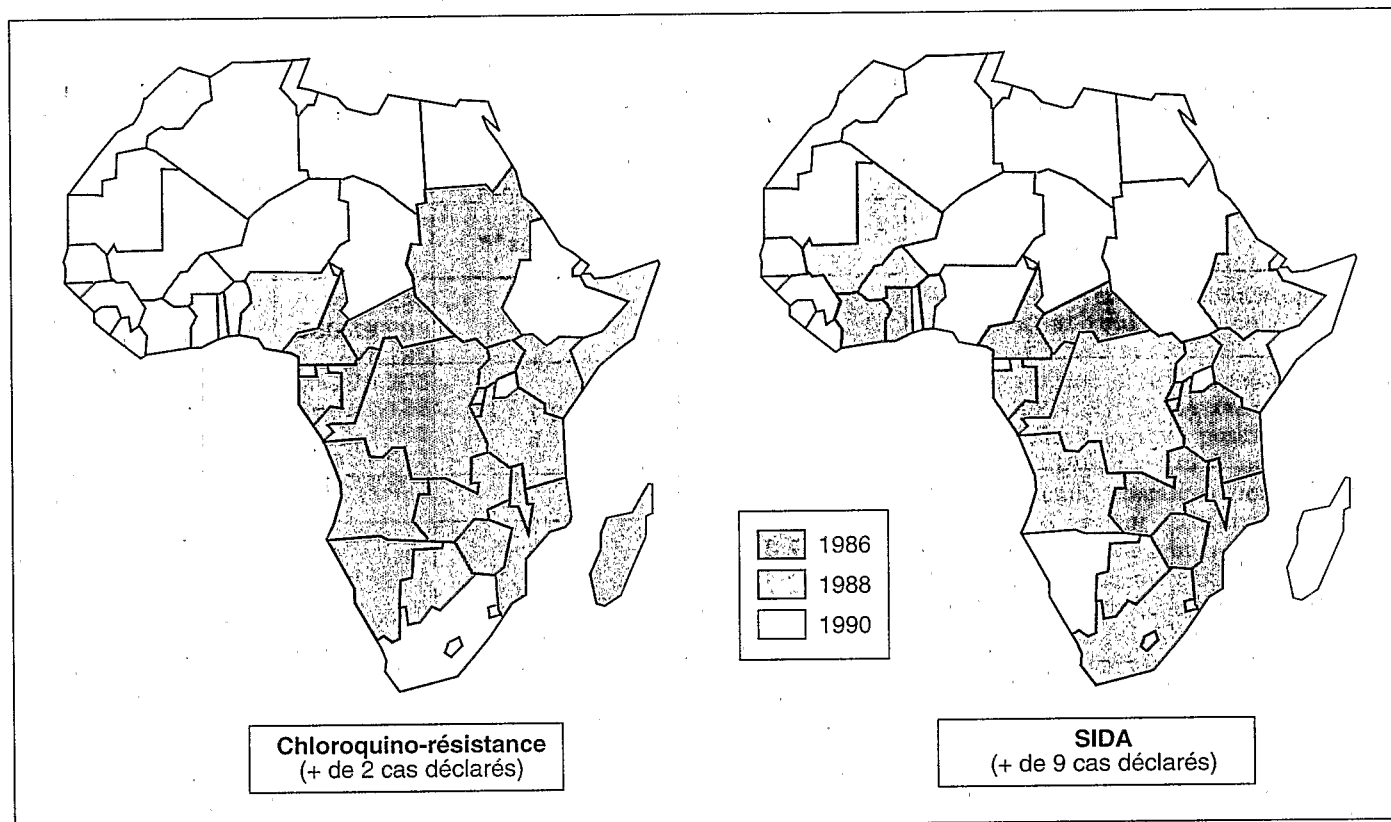 1986
1988
1990
Chloroquino-résistance
(+ de 2 cas déclarés)
SIDA
(+ de 9 cas déclarés)